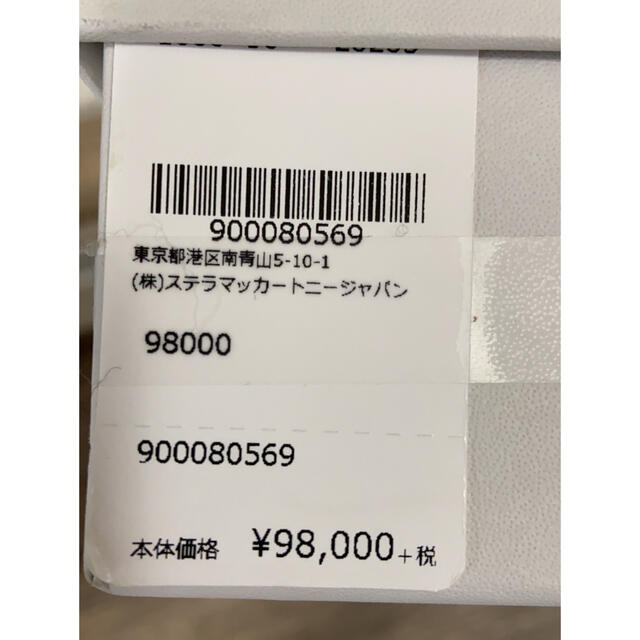 900080569
東京都港区南青山5-10-1
(株)ステラマッカートニージャパン
98000
900080569
本体価格 ¥98,000+税